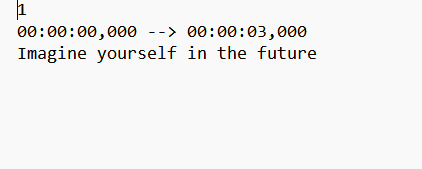 1
00:00:00,000 --> 00:00:03,000
Imagine yourself in the future